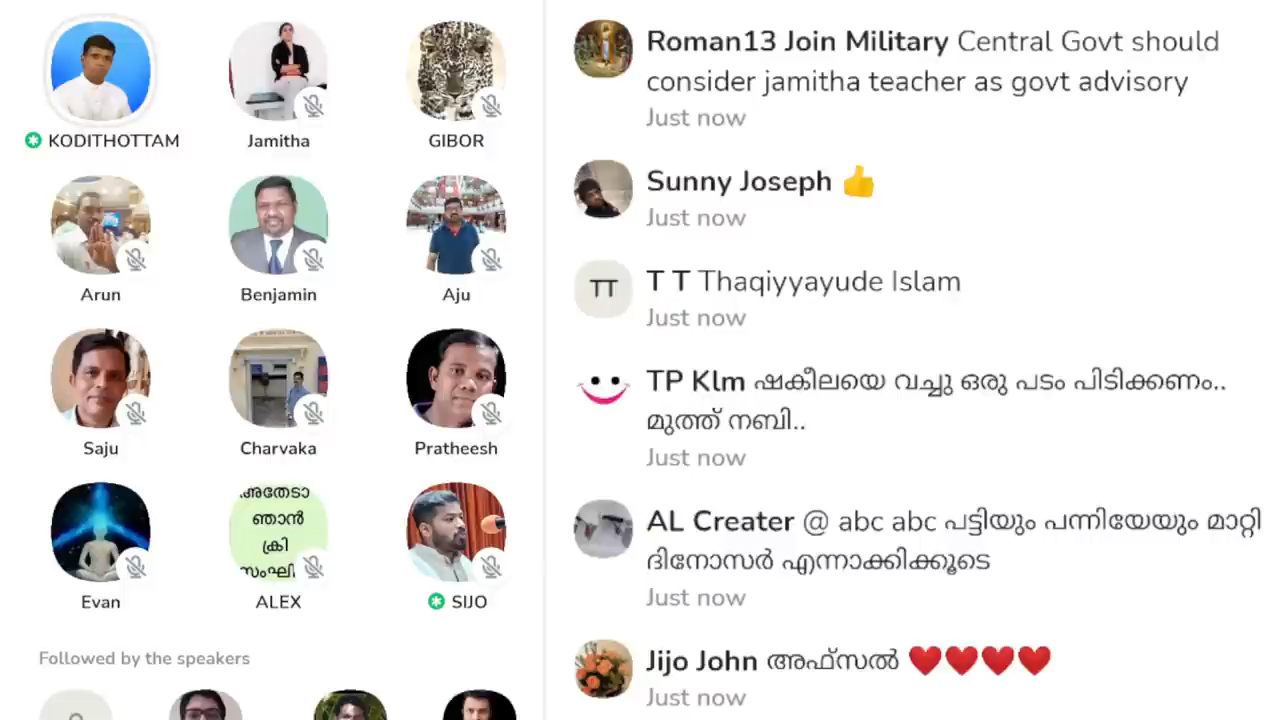 KODITHOTTAM
Jamitha
GIBOR
Arun
Benjamin
Aju
Saju
Charvaka
Pratheesh
അതേടാ
ഞാൻ
ക്രി
സംഘി
Evan
ALEX
SIJO
Followed by the speakers
Roman13 Join Military Central Govt should
consider jamitha teacher as govt advisory
Just now
Sunny Joseph 👍
Just now
TT
T T Thaqiyyayude Islam
Just now
TP Klm ഷകീലയെ വച്ചു ഒരു പടം പിടിക്കണം..
മുത്ത് നബി..
Just now
AL Creater @ abc abc പട്ടിയും പന്നിയേയും മാറ്റി
ദിനോസർ എന്നാക്കിക്കൂടെ
Just now
Jijo John അഫ്സൽ ❤️❤️❤️❤️
Just now